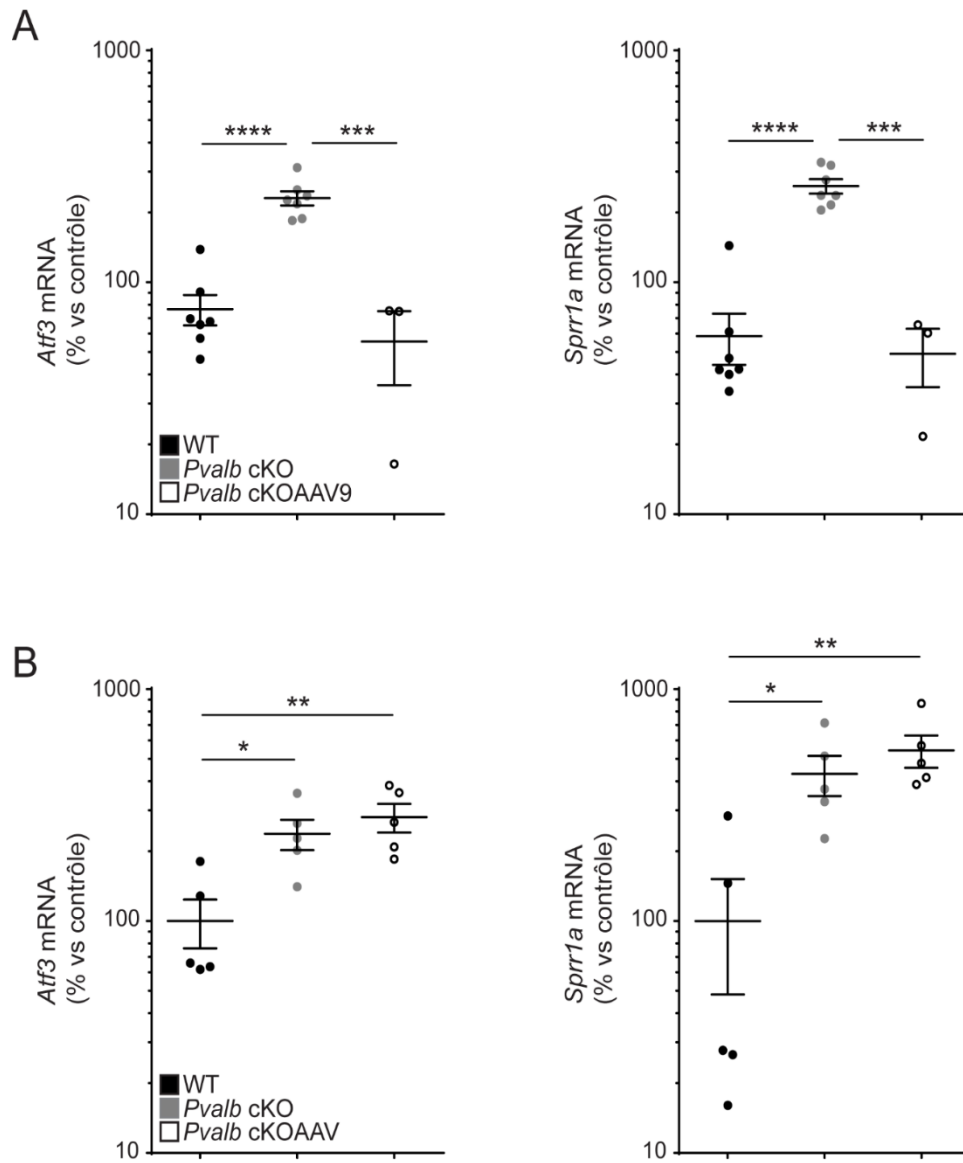 A
Atf3 mRNA
(% vs contrôle)
1000
100
10
****
***
WT
Pvalb cKO
Pvalb cKOAAV9
Sprr1a mRNA
(% vs contrôle)
1000
100
10
****
***
B
Atf3 mRNA
(% vs contrôle)
1000
100
10
**
*
WT
Pvalb cKO
Pvalb cKOAAV
Sprr1a mRNA
(% vs contrôle)
1000
100
10
**
*